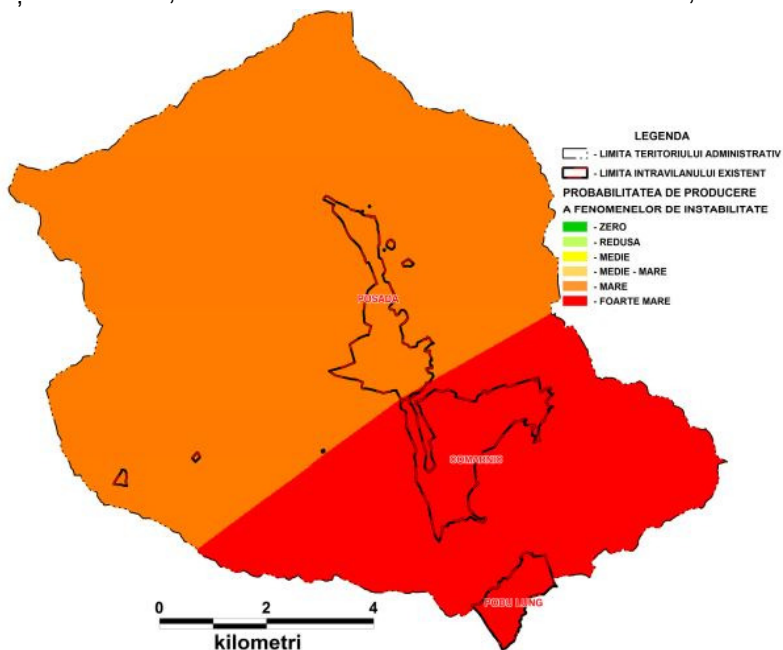 LEGENDA
- LIMITA TERITORIULUI ADMINISTRATIV
- LIMITA INTRAVILANULUI EXISTENT
PROBABILITATEA DE PRODUCERE
A FENOMENELOR DE INSTABILITATE
- ZERO
- REDUSA
- MEDIE
- MEDIE - MARE
- MARE
- FOARTE MARE
PUSADA
COMARNIC
PODU LUNG
0 2 4
kilometri